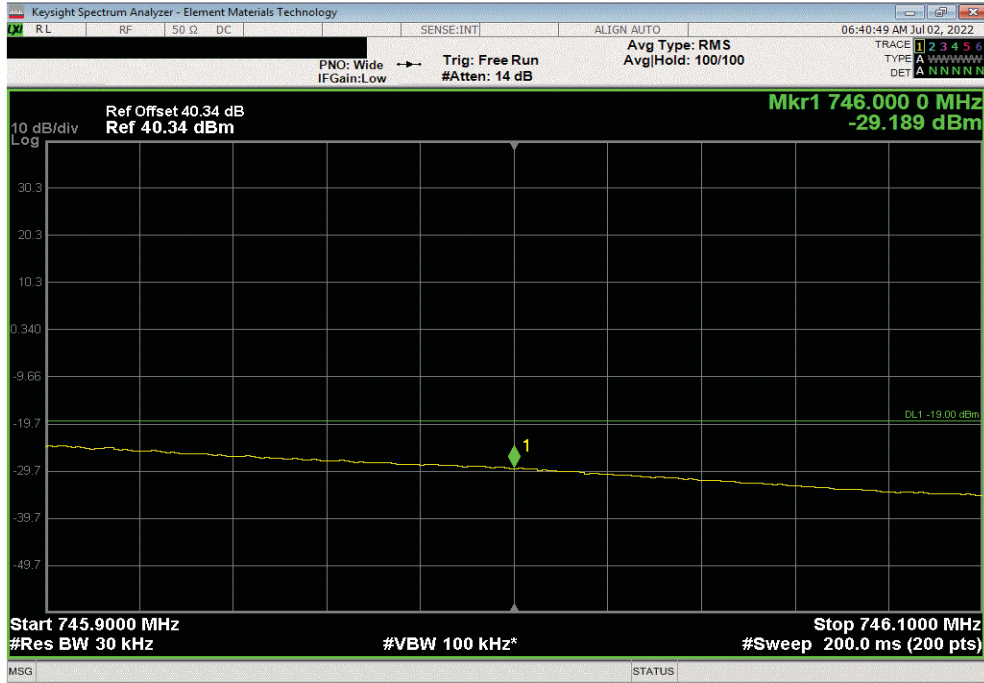 Keysight Spectrum Analyzer - Element Materials Technology
LXI RL RF 50 Ω DC SENSE:INT ALIGN AUTO 06:40:49 AM Jul 02, 2022
PNO: Wide Trig: Free Run Avg Type: RMS TRACE 1 2 3 4 5 6
IFGain:Low #Atten: 14 dB Avg|Hold: 100/100 TYPE A WWWWW
DET A N N N N N
Mkr1 746.000 0 MHz
-29.189 dBm
Ref Offset 40.34 dB
10 dB/div Ref 40.34 dBm
Log
30.3
20.3
10.3
0.340
-9.66
DL1 -19.00 dBm
-19.7
1
-29.7
-39.7
-49.7
Start 745.9000 MHz Stop 746.1000 MHz
#Res BW 30 kHz #VBW 100 kHz* #Sweep 200.0 ms (200 pts)
MSG STATUS